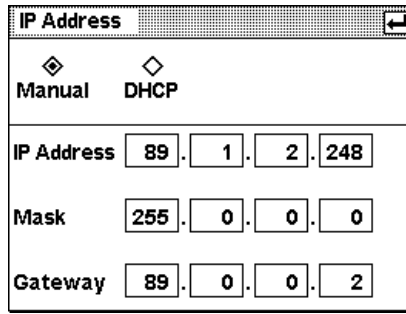 IP Address
Manual DHCP
IP Address 89. 1. 2. 248
Mask 255. 0. 0. 0
Gateway 89. 0. 0. 2